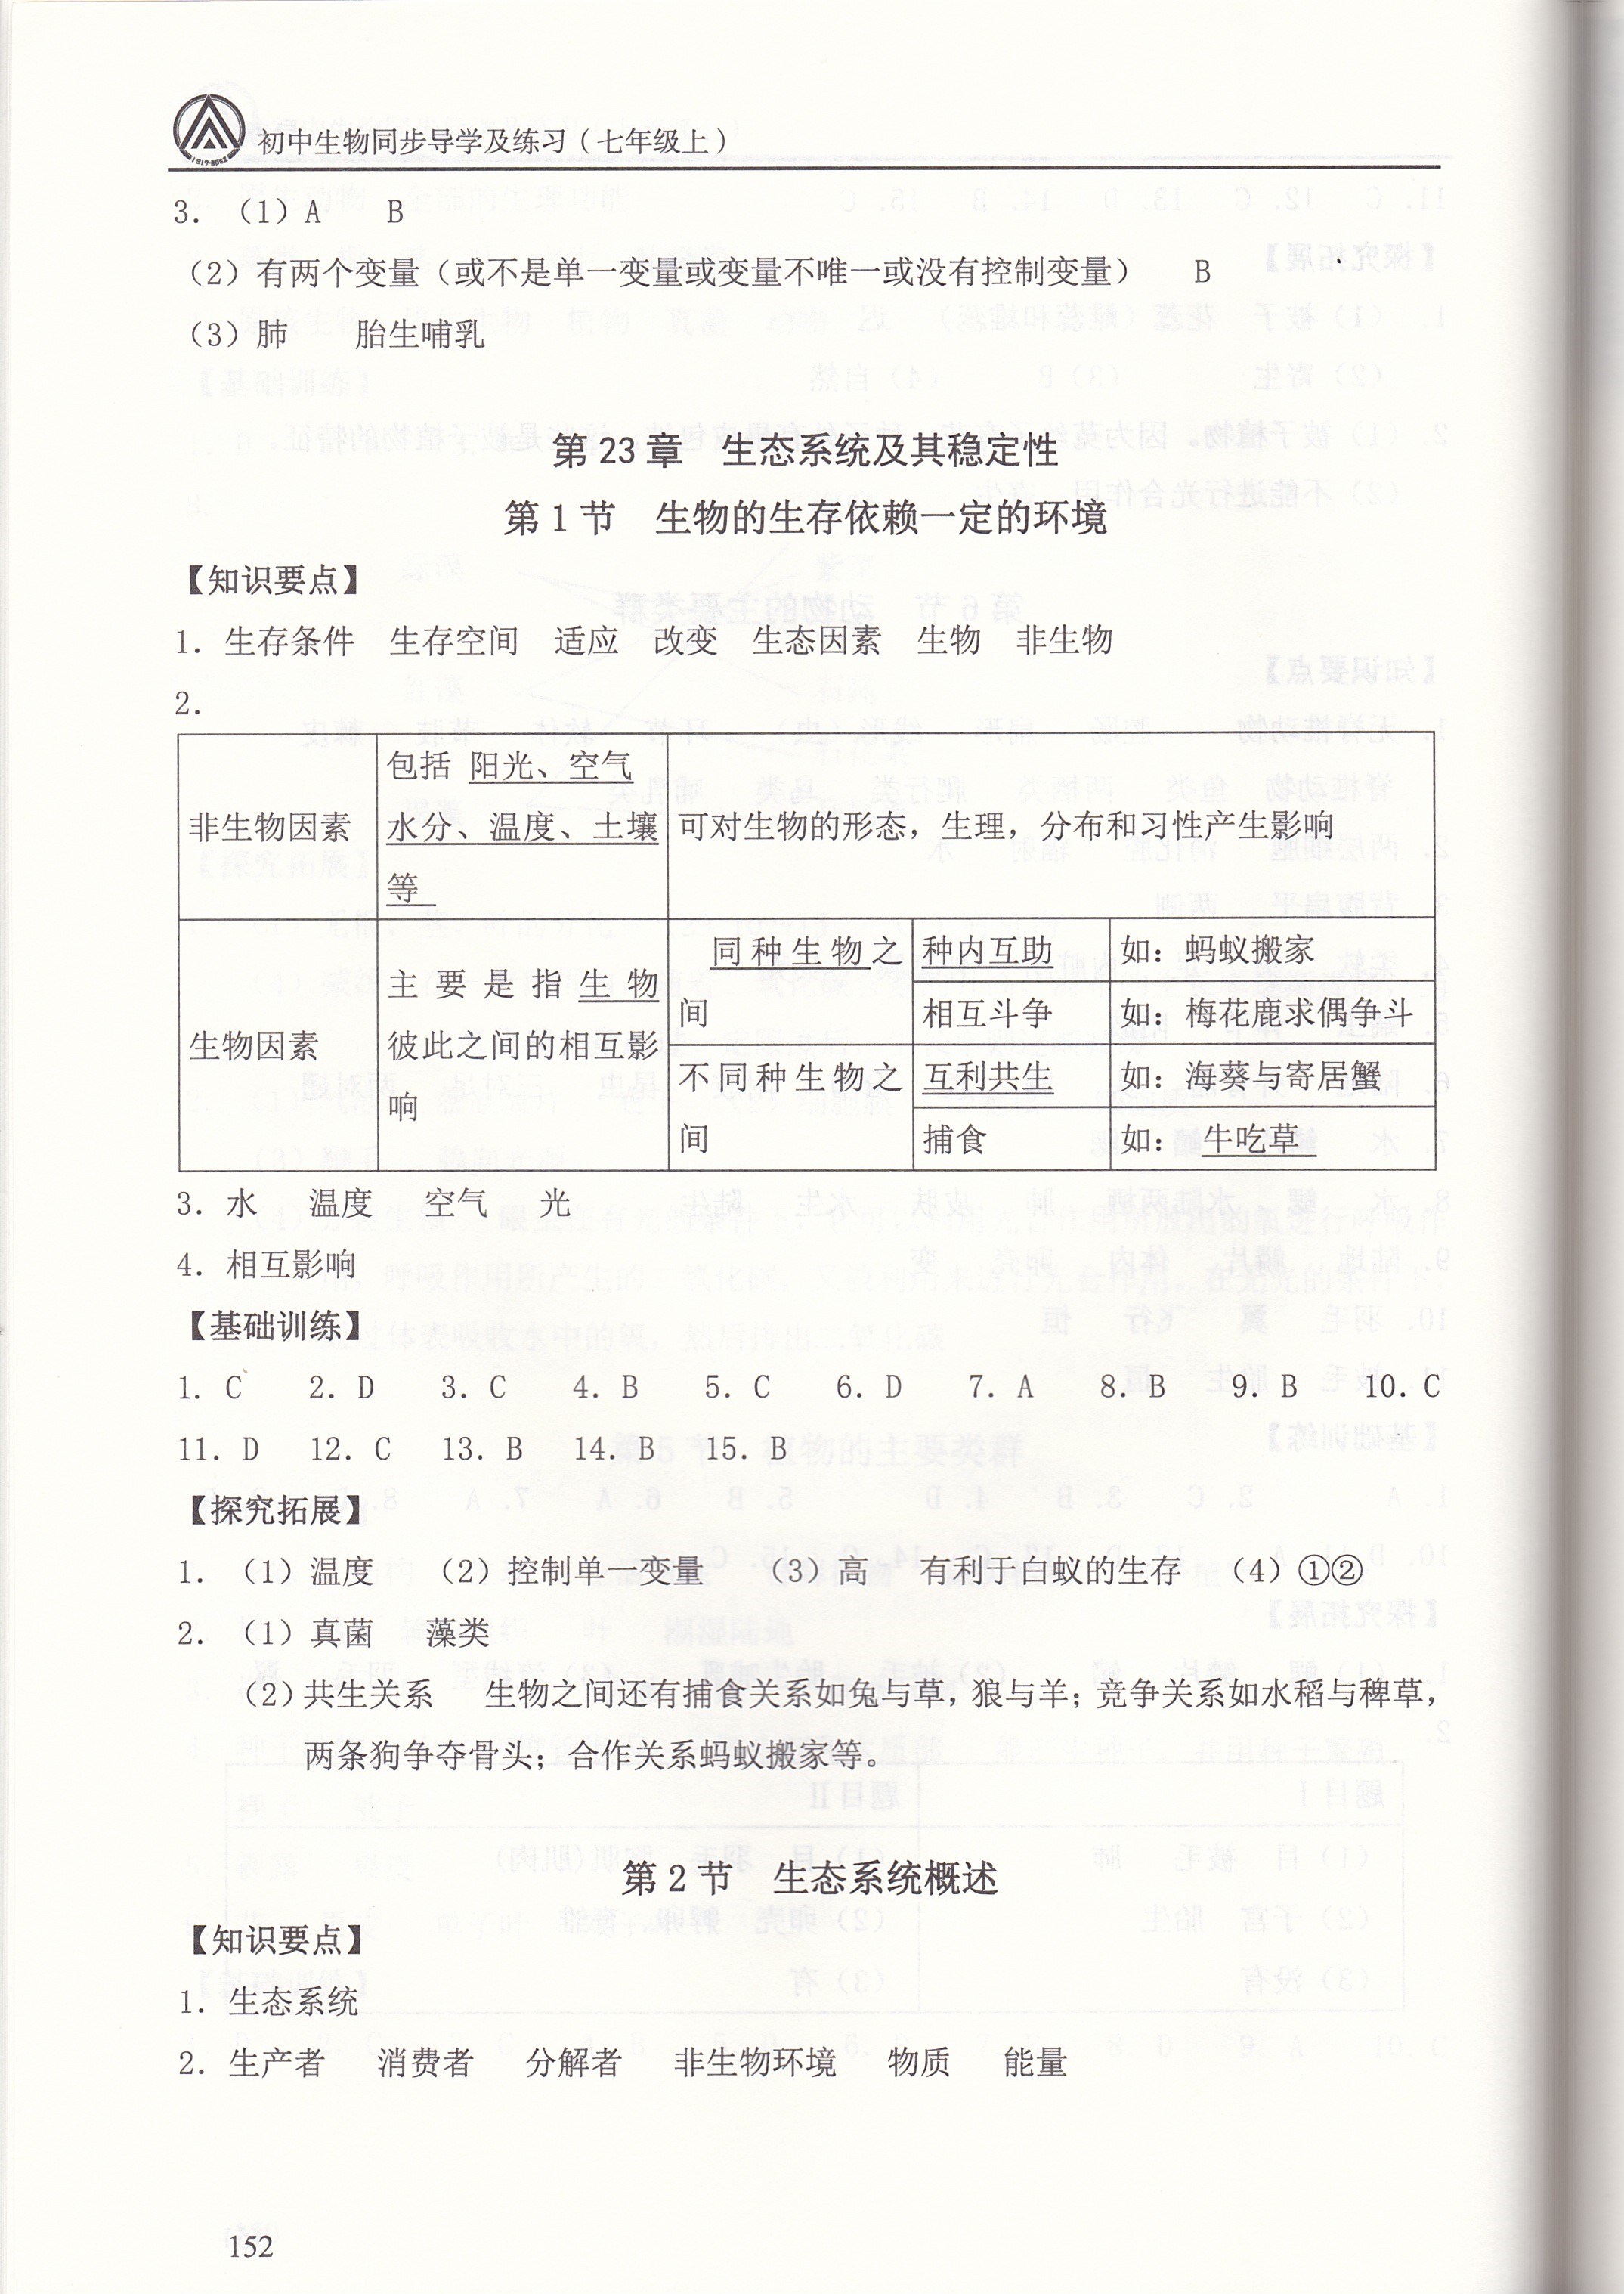 初中生物同步导学及练习（七年级上）
3. （1）A B
（2）有两个变量（或不是单一变量或变量不唯一或没有控制变量） B
（3）肺 胎生哺乳
第 23 章 生态系统及其稳定性
第 1 节 生物的生存依赖一定的环境
【知识要点】
1. 生存条件 生存空间 适应 改变 生态因素 生物 非生物
2.
非生物因素
包括 阳光、空气
水分、温度、土壤
等
可对生物的形态，生理，分布和习性产生影响
生物因素
主要是指生物
彼此之间的相互影
响
同种生物之
间
种内互助
如：蚂蚁搬家
相互斗争
如：梅花鹿求偶争斗
不同种生物之
间
互利共生
如：海葵与寄居蟹
捕食
如： 牛吃草
3. 水 温度 空气 光
4. 相互影响
【基础训练】
1. C 2. D 3. C 4. B 5. C 6. D 7. A 8. B 9. B 10. C
11. D 12. C 13. B 14. B 15. B
【探究拓展】
1. （1）温度 （2）控制单一变量 （3）高 有利于白蚁的生存 （4）①②
2. （1）真菌 藻类
（2）共生关系 生物之间还有捕食关系如兔与草，狼与羊；竞争关系如水稻与稗草，
两条狗争夺骨头；合作关系蚂蚁搬家等。
第 2 节 生态系统概述
【知识要点】
1. 生态系统
2. 生产者 消费者 分解者 非生物环境 物质 能量
152